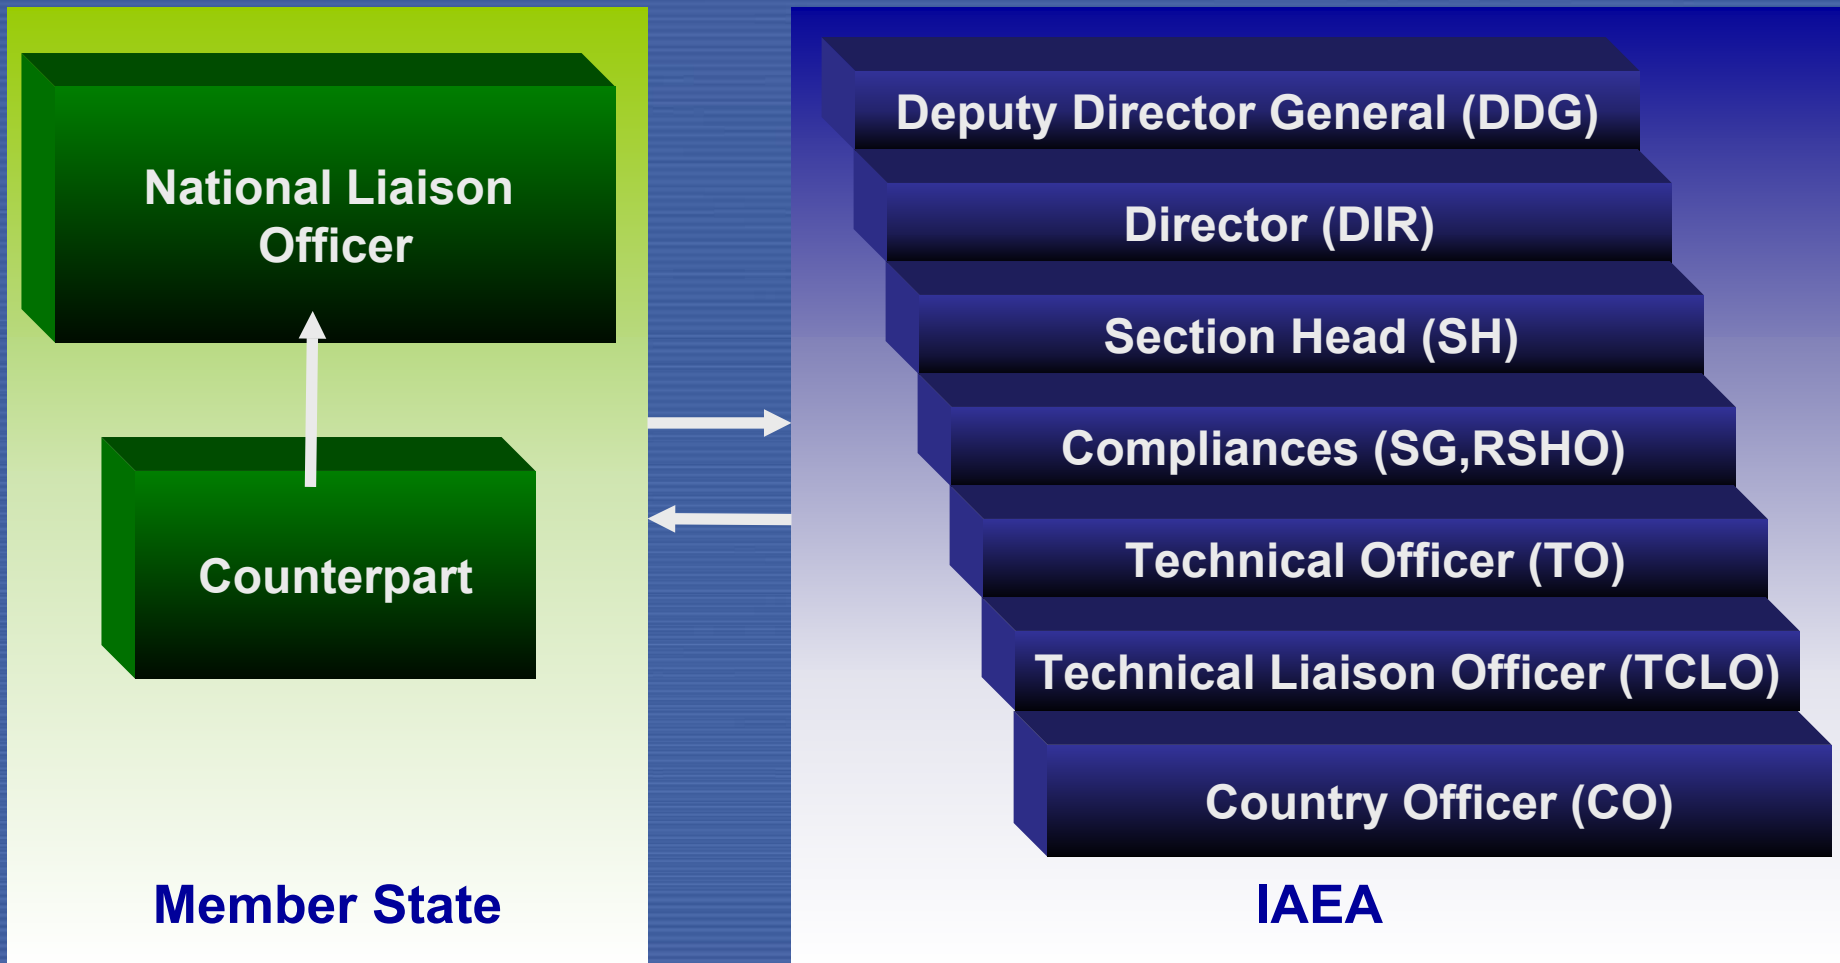 National Liaison
Officer
Counterpart
Member State
Deputy Director General (DDG)
Director (DIR)
Section Head (SH)
Compliances (SG,RSHO)
Technical Officer (TO)
Technical Liaison Officer (TCLO)
Country Officer (CO)
IAEA